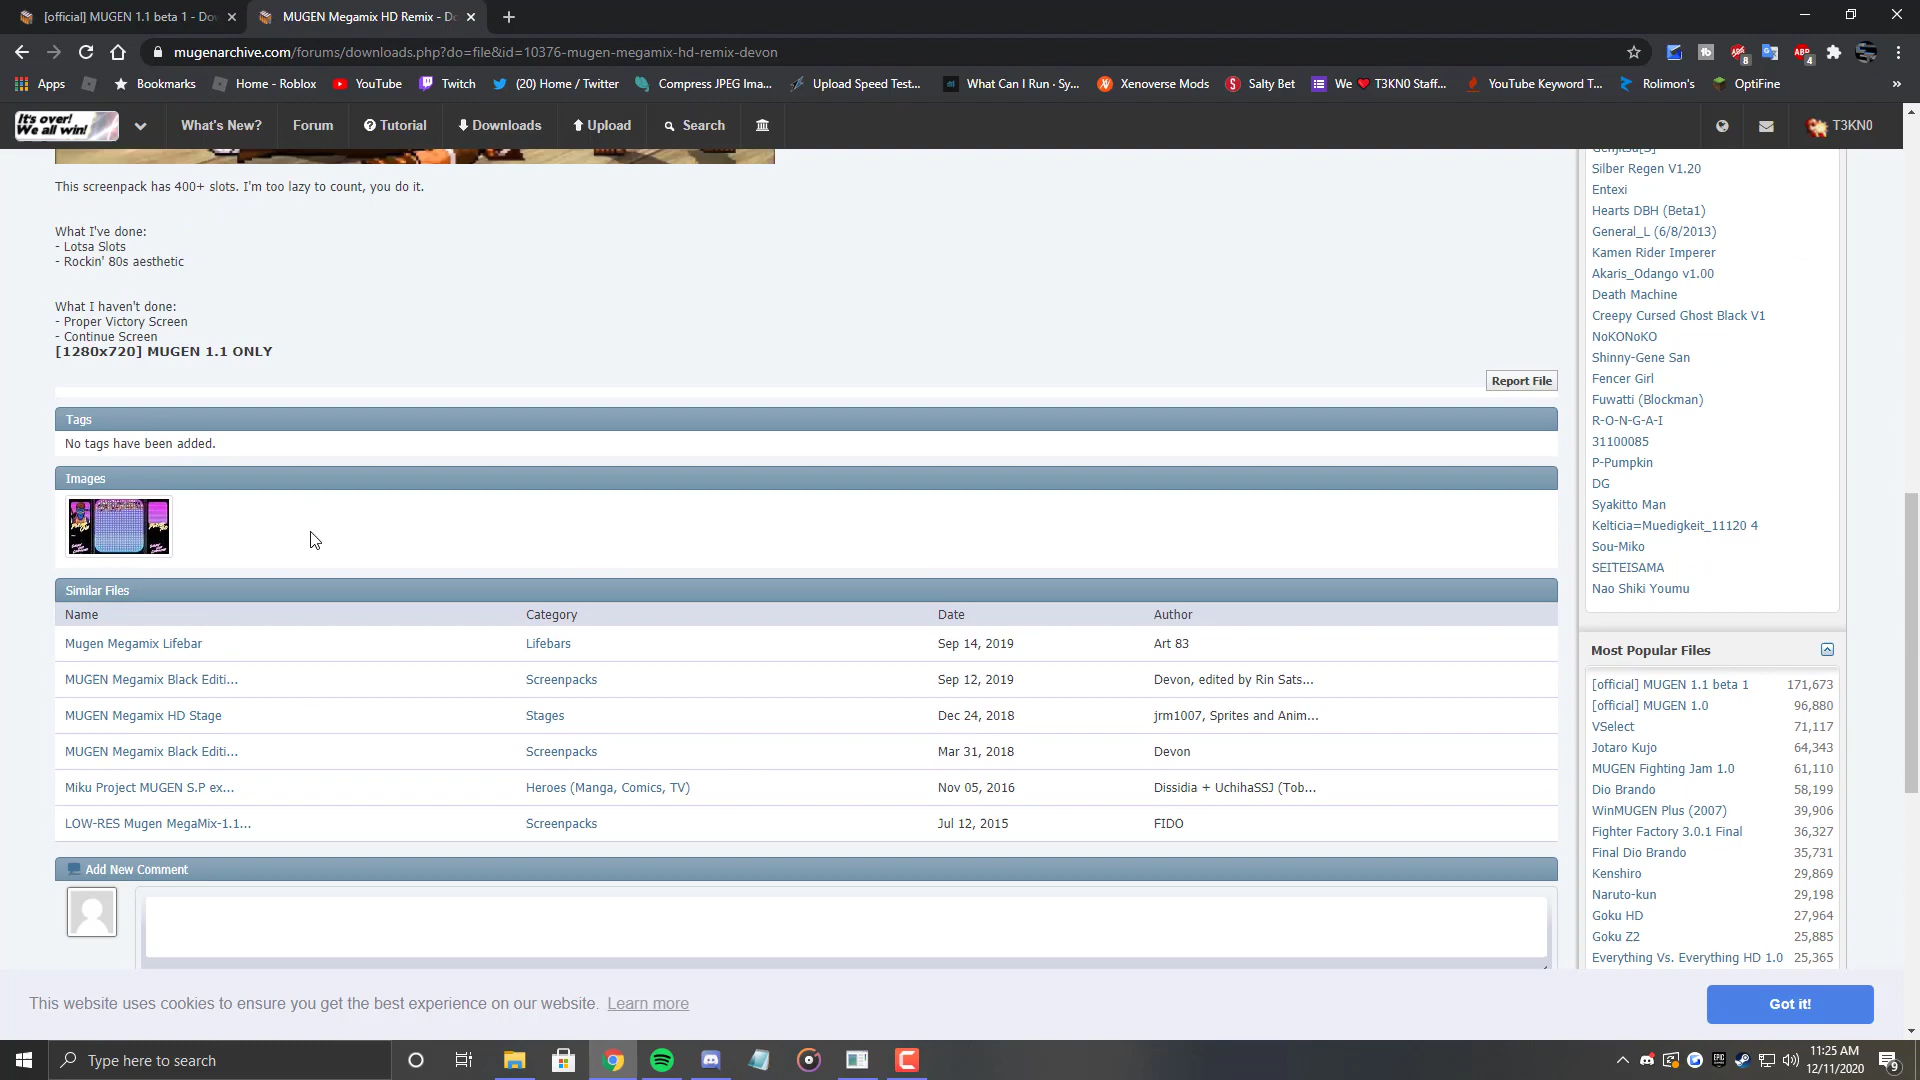 [official] MUGEN 1.1 beta 1 - Do
MUGEN Megamix HD Remix - D
mugenarchive.com/forums/downloads.php?do=file&id=10376-mugen-megamix-hd-remix-devon
Apps
Bookmarks
Home - Roblox
YouTube
Twitch
(20) Home / Twitter
Compress JPEG Ima...
Upload Speed Test...
What Can I Run - Sy...
Xenoverse Mods
Salty Bet
We ❤ T3KN0 Staff...
YouTube Keyword T...
Rolimon's
OptiFine
»
It's over!
We all win!
What's New?
Forum
Tutorial
Downloads
Upload
Search
T3KN0
This screenpack has 400+ slots. I'm too lazy to count, you do it.
What I've done:
- Lotsa Slots
- Rockin' 80s aesthetic
What I haven't done:
- Proper Victory Screen
- Continue Screen
[1280x720] MUGEN 1.1 ONLY
Report File
Tags
No tags have been added.
Images
Similar Files
Name Category Date Author
Mugen Megamix Lifebar Lifebars Sep 14, 2019 Art 83
MUGEN Megamix Black Editi... Screenpacks Sep 12, 2019 Devon, edited by Rin Sats...
MUGEN Megamix HD Stage Stages Dec 24, 2018 jrm1007, Sprites and Anim...
MUGEN Megamix Black Editi... Screenpacks Mar 31, 2018 Devon
Miku Project MUGEN S.P ex... Heroes (Manga, Comics, TV) Nov 05, 2016 Dissidia + UchihaSSJ (Tob...
LOW-RES Mugen MegaMix-1.1... Screenpacks Jul 12, 2015 FIDO
Add New Comment
Silber Regen V1.20
Entexi
Hearts DBH (Beta1)
General_L (6/8/2013)
Kamen Rider Imperer
Akaris_Odango v1.00
Death Machine
Creepy Cursed Ghost Black V1
NoKONoKO
Shinny-Gene San
Fencer Girl
Fuwatti (Blockman)
R-O-N-G-A-I
31100085
P-Pumpkin
DG
Syakitto Man
Kelticia=Muedigkeit_11120 4
Sou-Miko
SEITEISAMA
Nao Shiki Youmu
Most Popular Files
[official] MUGEN 1.1 beta 1 171,673
[official] MUGEN 1.0 96,880
VSelect 71,117
Jotaro Kujo 64,343
MUGEN Fighting Jam 1.0 61,110
Dio Brando 58,199
WinMUGEN Plus (2007) 39,906
Fighter Factory 3.0.1 Final 36,327
Final Dio Brando 35,731
Kenshiro 29,869
Naruto-kun 29,198
Goku HD 27,964
Goku Z2 25,885
Everything Vs. Everything HD 1.0 25,365
This website uses cookies to ensure you get the best experience on our website. Learn more
Got it!
Type here to search
11:25 AM
12/11/2020
9